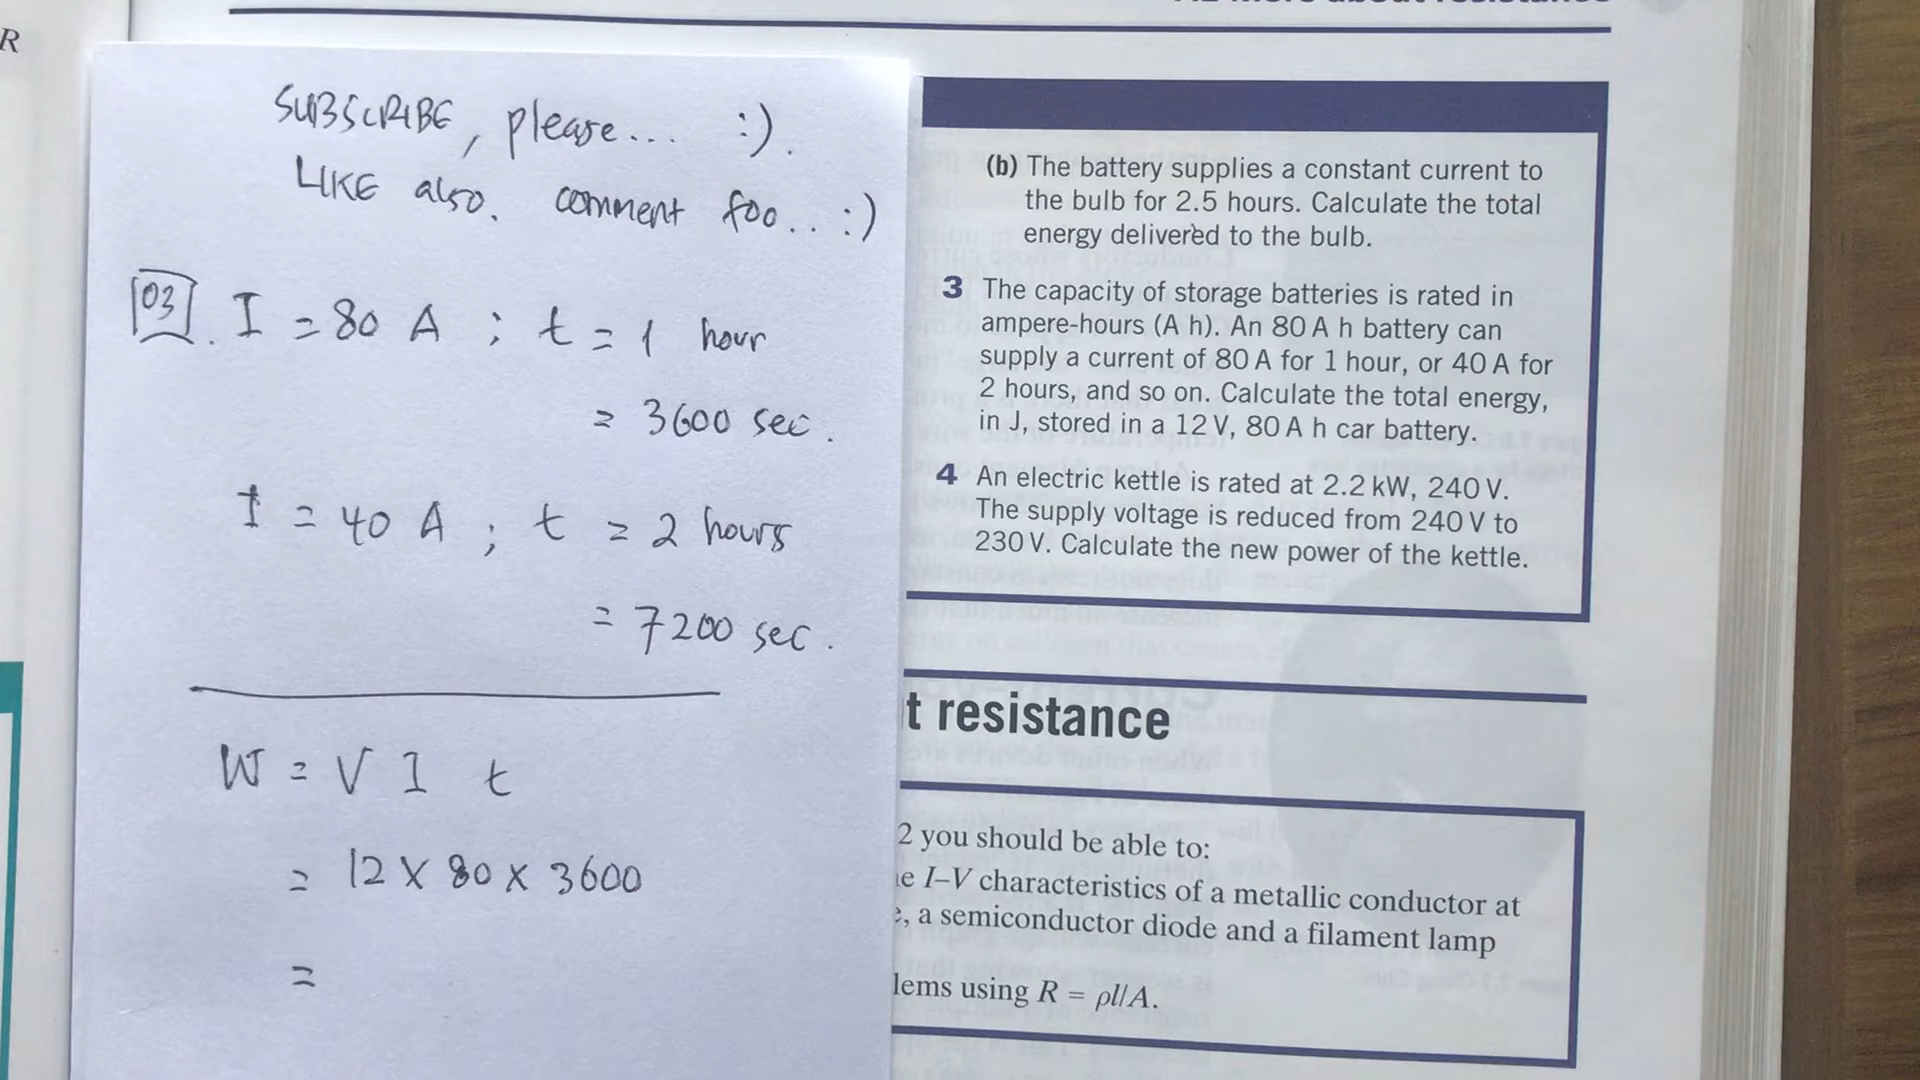 R
SUBSCRIBE, please... :).
LIKE also. comment foo.. :)
03. I = 80 A ; t = 1 hour
= 3600 sec.
I = 40 A ; t = 2 hours
= 7200 sec.
W = V I t
= 12 x 80 x 3600
=
(b) The battery supplies a constant current to
the bulb for 2.5 hours. Calculate the total
energy delivered to the bulb.
3 The capacity of storage batteries is rated in
ampere-hours (A h). An 80 A h battery can
supply a current of 80 A for 1 hour, or 40 A for
2 hours, and so on. Calculate the total energy,
in J, stored in a 12 V, 80 A h car battery.
4 An electric kettle is rated at 2.2 kW, 240 V.
The supply voltage is reduced from 240 V to
230 V. Calculate the new power of the kettle.
t resistance
2 you should be able to:
e I–V characteristics of a metallic conductor at
, a semiconductor diode and a filament lamp
lems using R = ρl/A.